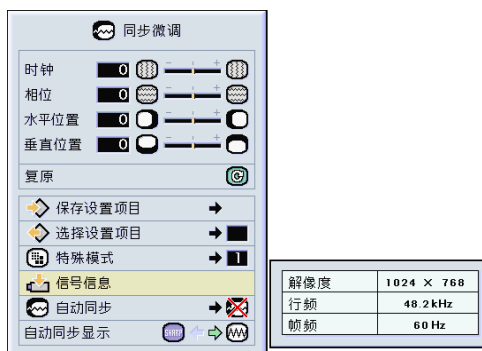 同步微调
时钟 0 - +
相位 0 - +
水平位置 0 - +
垂直位置 0 - +
复原
保存设置项目
选择设置项目
特殊模式 1
信号信息
自动同步
自动同步显示 SHARP
解像度 1024 × 768
行频 48.2kHz
帧频 60 Hz